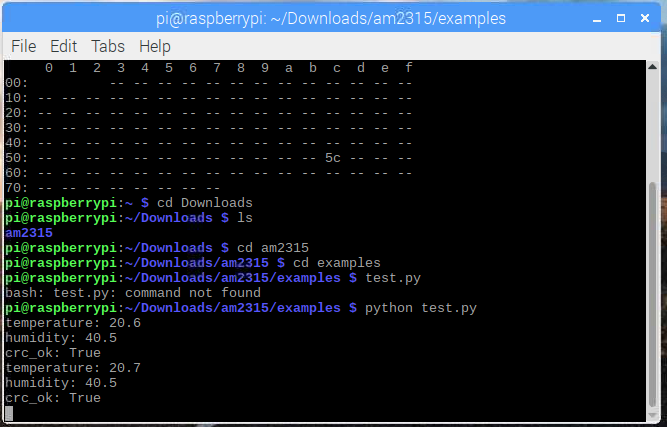 pi@raspberrypi: ~/Downloads/am2315/examples
File Edit Tabs Help
     0  1  2  3  4  5  6  7  8  9  a  b  c  d  e  f
00:          -- -- -- -- -- -- -- -- -- -- -- -- --
10: -- -- -- -- -- -- -- -- -- -- -- -- -- -- -- --
20: -- -- -- -- -- -- -- -- -- -- -- -- -- -- -- --
30: -- -- -- -- -- -- -- -- -- -- -- -- -- -- -- --
40: -- -- -- -- -- -- -- -- -- -- -- -- -- -- -- --
50: -- -- -- -- -- -- -- -- -- -- -- -- 5c -- -- --
60: -- -- -- -- -- -- -- -- -- -- -- -- -- -- -- --
70: -- -- -- -- -- -- -- --
pi@raspberrypi:~ $ cd Downloads
pi@raspberrypi:~/Downloads $ ls
am2315
pi@raspberrypi:~/Downloads $ cd am2315
pi@raspberrypi:~/Downloads/am2315 $ cd examples
pi@raspberrypi:~/Downloads/am2315/examples $ test.py
bash: test.py: command not found
pi@raspberrypi:~/Downloads/am2315/examples $ python test.py
temperature: 20.6
humidity: 40.5
crc_ok: True
temperature: 20.7
humidity: 40.5
crc_ok: True